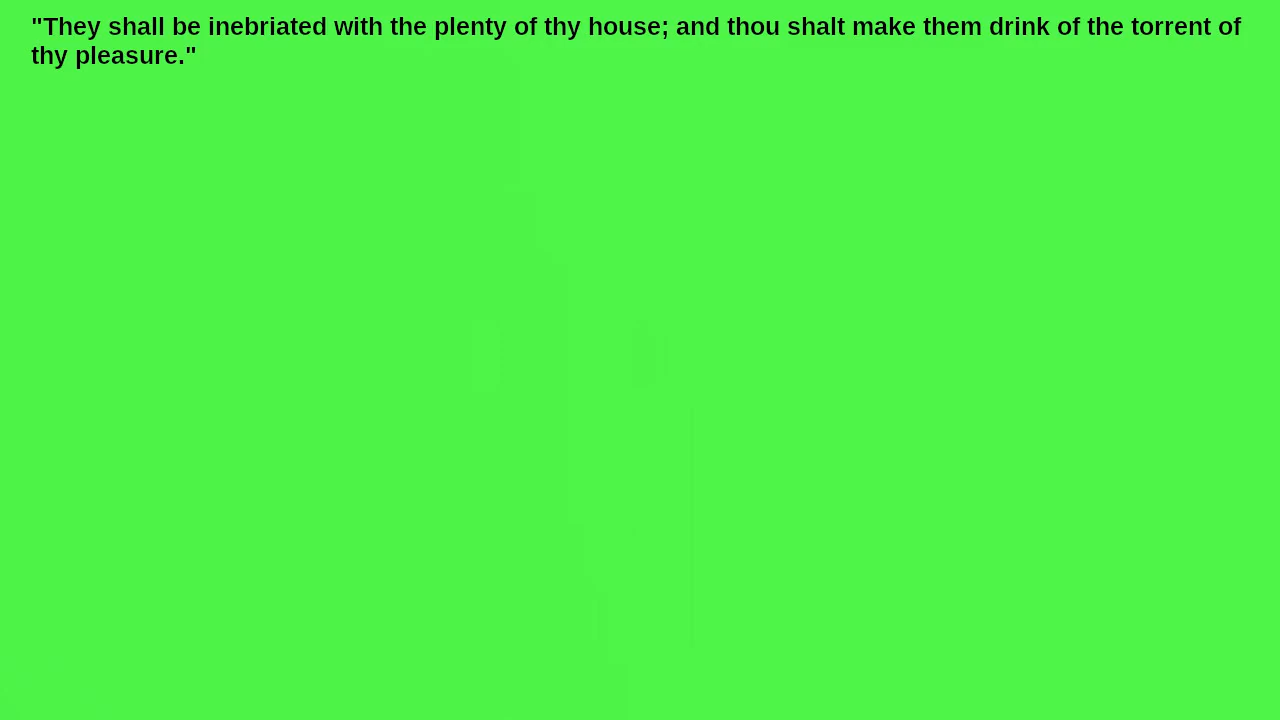 "They shall be inebriated with the plenty of thy house; and thou shalt make them drink of the torrent of
thy pleasure."